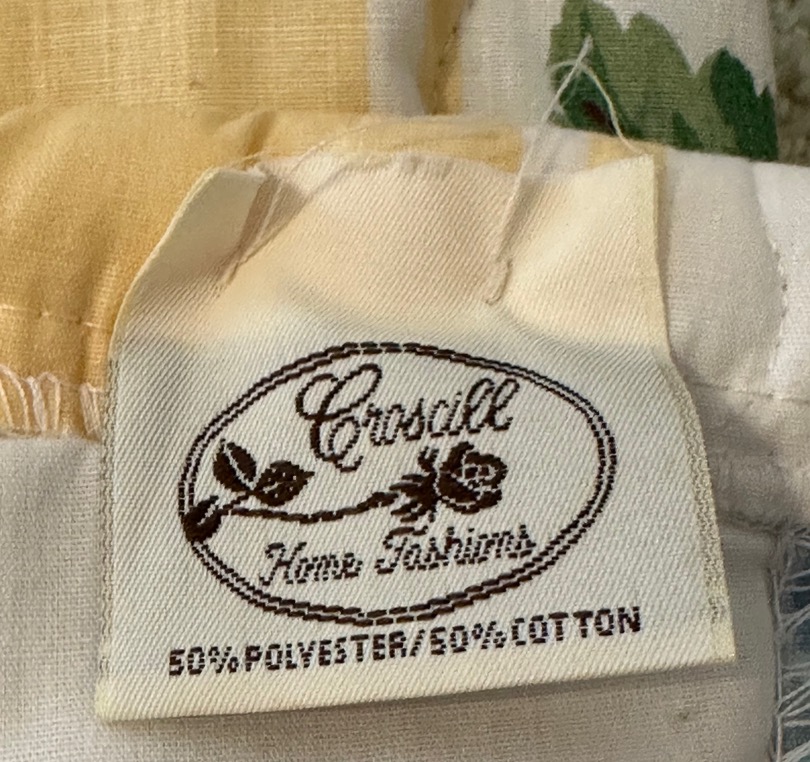 Croscill
Home Fashions
50% POLYESTER/50% COTTON